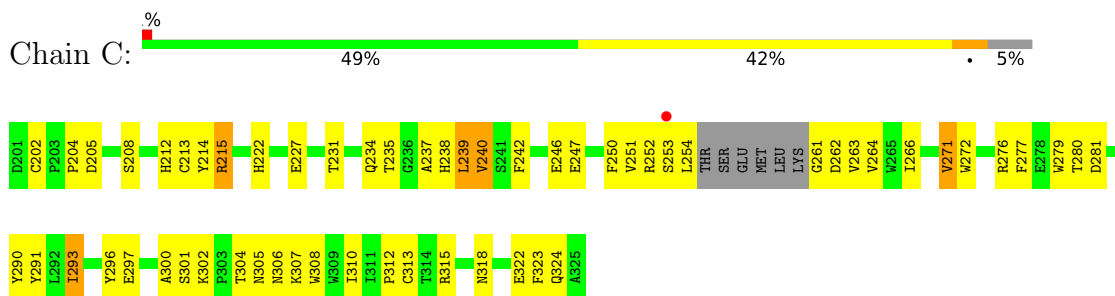 .%
Chain C:
49% 42% • 5%
D201 C202 P203 P204 D205 S208 H212 C213 Y214 R215 H222 E227 T231 Q234 T235 G236 A237 H238 L239 V240 S241 F242 E246 E247 F250 V251 R252 S253 L254 THR SER GLU MET LEU LYS G261 D262 V263 V264 W265 I266 V271 W272 R276 F277 E278 W279 T280 D281
Y290 Y291 L292 I293 Y296 E297 A300 S301 K302 P303 T304 N305 N306 K307 W308 W309 I310 I311 P312 C313 T314 R315 N318 E322 F323 Q324 A325